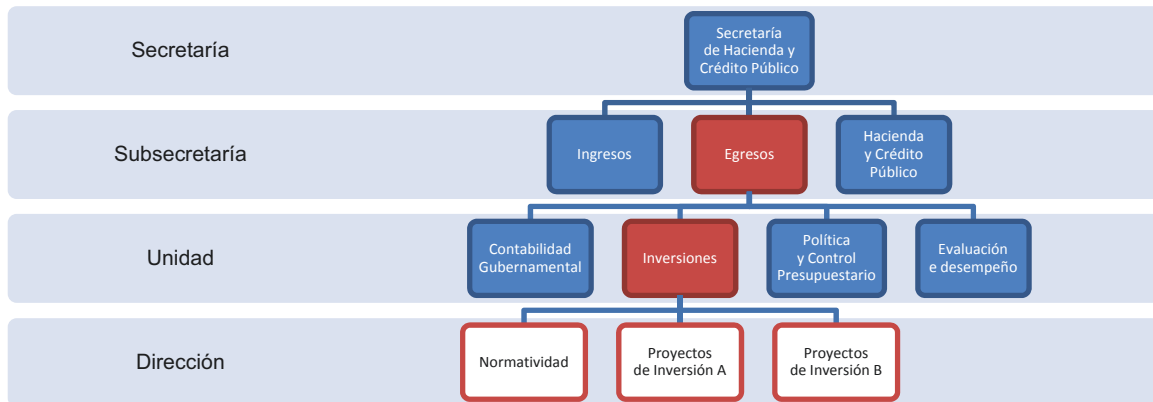 Secretaría
Secretaría
de Hacienda y
Crédito Público
Subsecretaría
Ingresos
Egresos
Hacienda
y Crédito
Público
Unidad
Contabilidad
Gubernamental
Inversiones
Política
y Control
Presupuestario
Evaluación
e desempeño
Dirección
Normatividad
Proyectos
de Inversión A
Proyectos
de Inversión B